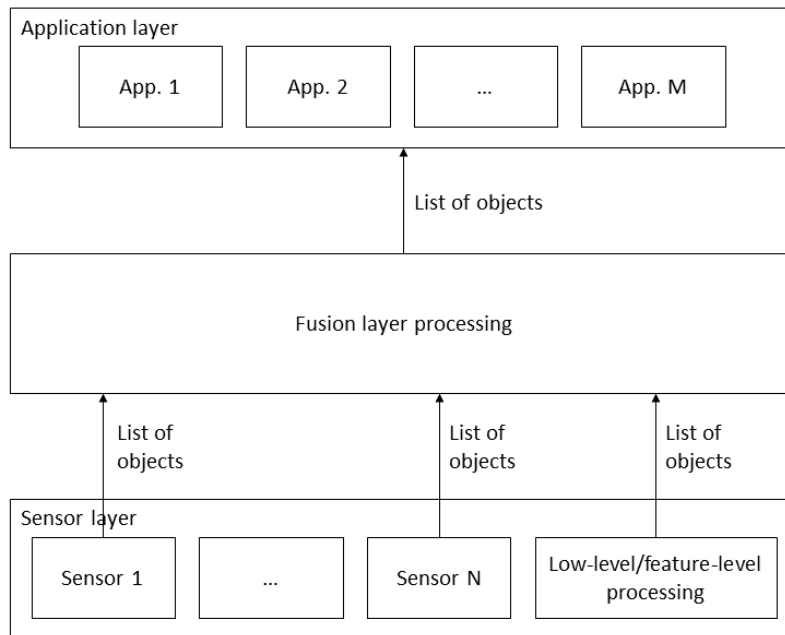 Application layer
App. 1
App. 2
...
App. M
List of objects
Fusion layer processing
List of
objects
List of
objects
List of
objects
Sensor layer
Sensor 1
...
Sensor N
Low-level/feature-level
processing